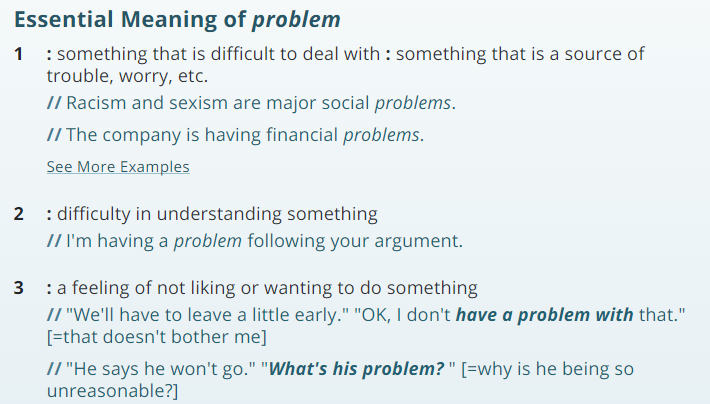 Essential Meaning of problem
1 : something that is difficult to deal with : something that is a source of
trouble, worry, etc.
// Racism and sexism are major social problems.
// The company is having financial problems.
See More Examples
2 : difficulty in understanding something
// I'm having a problem following your argument.
3 : a feeling of not liking or wanting to do something
// "We'll have to leave a little early." "OK, I don't have a problem with that."
[=that doesn't bother me]
// "He says he won't go." "What's his problem? " [=why is he being so
unreasonable?]